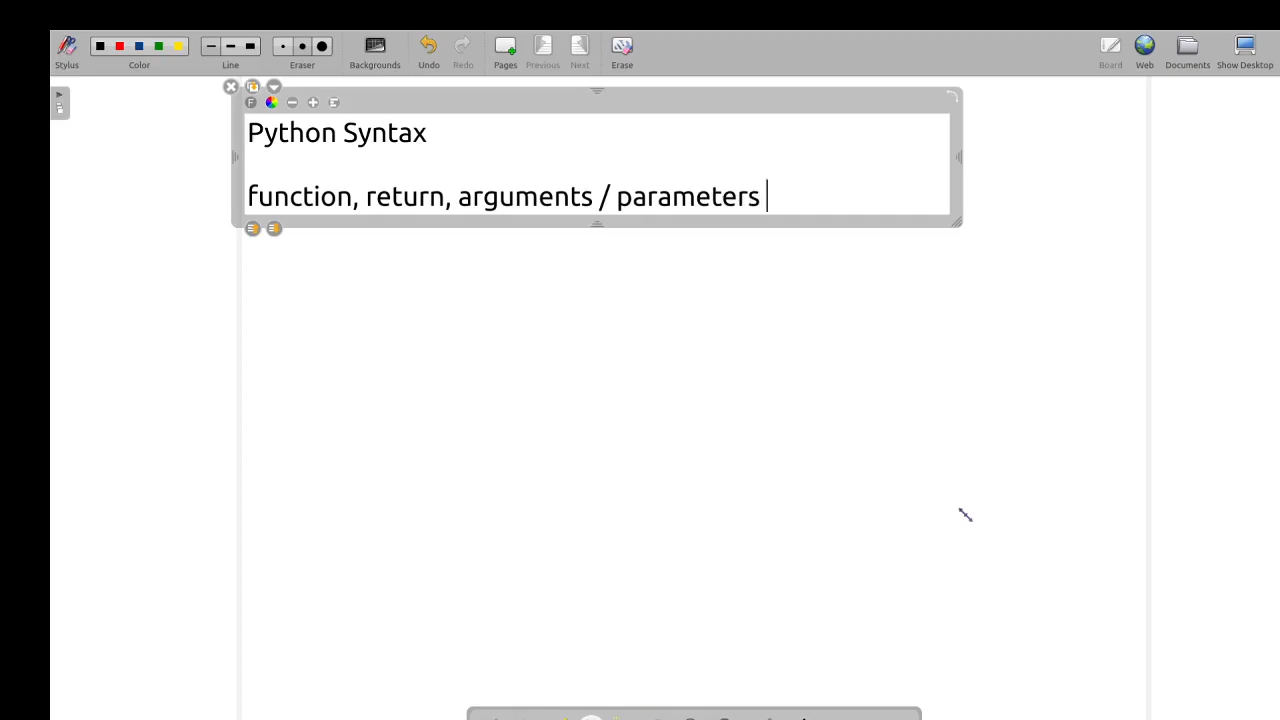 Stylus Color Line Eraser Backgrounds Undo Redo Pages Previous Next Erase Board Web Documents Show Desktop
F
Python Syntax
function, return, arguments / parameters